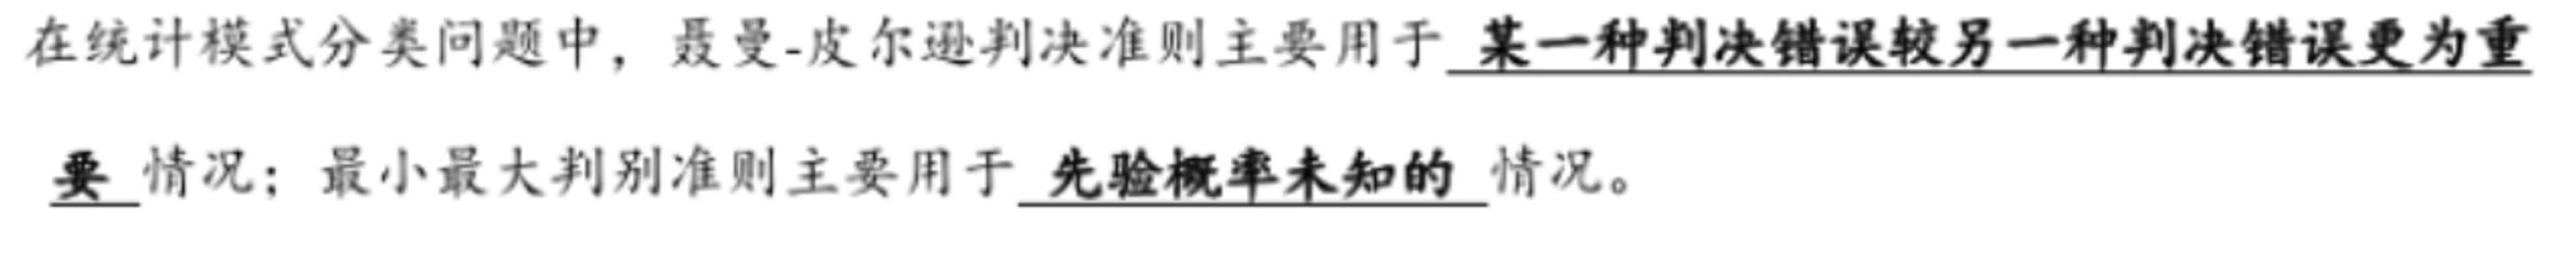 在统计模式分类问题中，聂曼-皮尔逊判决准则主要用于 某一种判决错误较另一种判决错误更为重
要 情况；最小最大判别准则主要用于 先验概率未知的 情况。